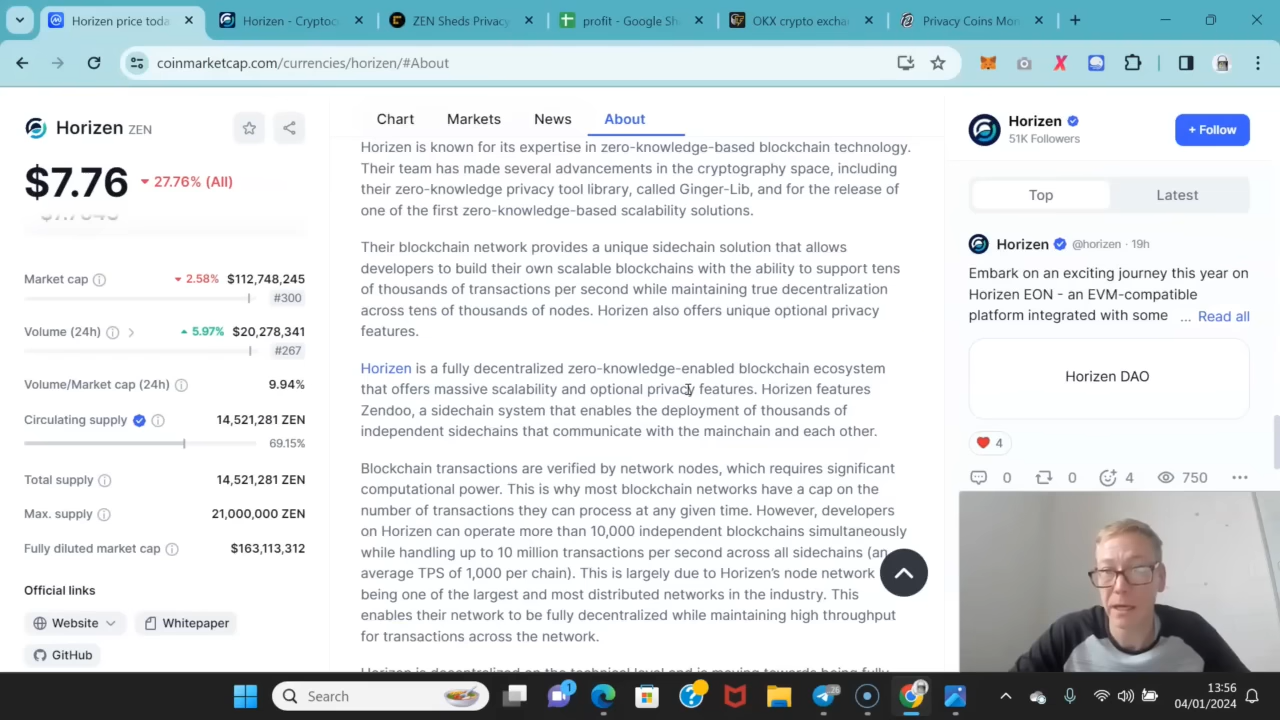 Horizen price toda
Horizen - Cryptoc
ZEN Sheds Privacy
profit - Google Sh
OKX crypto excha
Privacy Coins Mon
coinmarketcap.com/currencies/horizen/#About
Horizen ZEN
$7.76 27.76% (All)
Market cap 2.58% $112,748,245
#300
Volume (24h) 5.97% $20,278,341
#267
Volume/Market cap (24h) 9.94%
Circulating supply 14,521,281 ZEN
69.15%
Total supply 14,521,281 ZEN
Max. supply 21,000,000 ZEN
Fully diluted market cap $163,113,312
Official links
Website Whitepaper
GitHub
Chart Markets News About
Horizen is known for its expertise in zero-knowledge-based blockchain technology.
Their team has made several advancements in the cryptography space, including
their zero-knowledge privacy tool library, called Ginger-Lib, and for the release of
one of the first zero-knowledge-based scalability solutions.
Their blockchain network provides a unique sidechain solution that allows
developers to build their own scalable blockchains with the ability to support tens
of thousands of transactions per second while maintaining true decentralization
across tens of thousands of nodes. Horizen also offers unique optional privacy
features.
Horizen is a fully decentralized zero-knowledge-enabled blockchain ecosystem
that offers massive scalability and optional privacy features. Horizen features
Zendoo, a sidechain system that enables the deployment of thousands of
independent sidechains that communicate with the mainchain and each other.
Blockchain transactions are verified by network nodes, which requires significant
computational power. This is why most blockchain networks have a cap on the
number of transactions they can process at any given time. However, developers
on Horizen can operate more than 10,000 independent blockchains simultaneously
while handling up to 10 million transactions per second across all sidechains (an
average TPS of 1,000 per chain). This is largely due to Horizen's node network
being one of the largest and most distributed networks in the industry. This
enables their network to be fully decentralized while maintaining high throughput
for transactions across the network.
Horizen is decentralized on the technical level and is moving towards being fully
Horizen
51K Followers
+ Follow
Top Latest
Horizen @horizen · 19h
Embark on an exciting journey this year on
Horizen EON - an EVM-compatible
platform integrated with some ... Read all
Horizen DAO
4
0 0 4 750
Search
13:56
04/01/2024